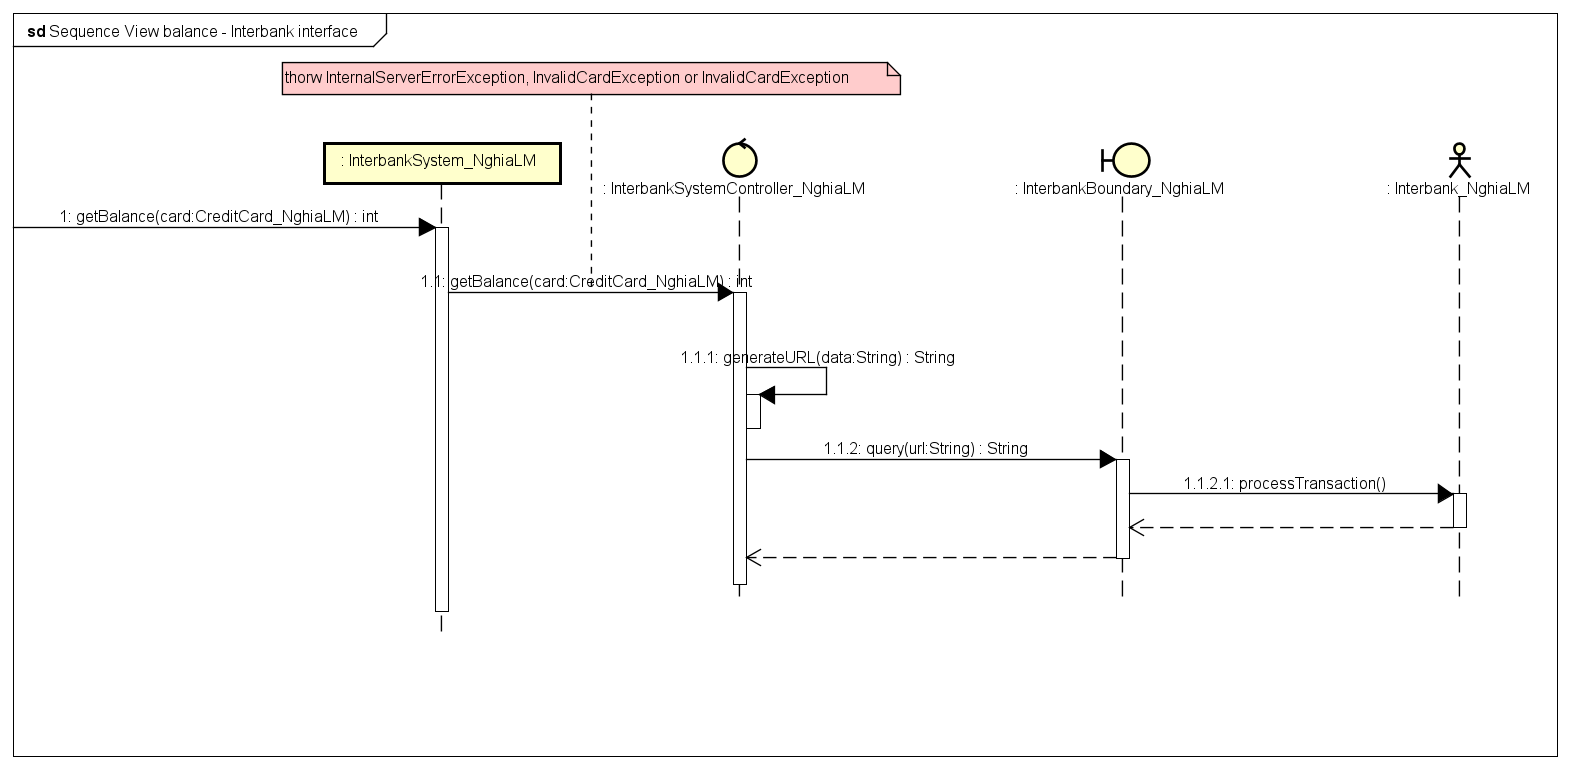 sd Sequence View balance - Interbank interface
thorw InternalServerErrorException, InvalidCardException or InvalidCardException
: InterbankSystem_NghiaLM
: InterbankSystemController_NghiaLM
: InterbankBoundary_NghiaLM
: Interbank_NghiaLM
1: getBalance(card:CreditCard_NghiaLM) : int
1.1: getBalance(card:CreditCard_NghiaLM) : int
1.1.1: generateURL(data:String) : String
1.1.2: query(url:String) : String
1.1.2.1: processTransaction()